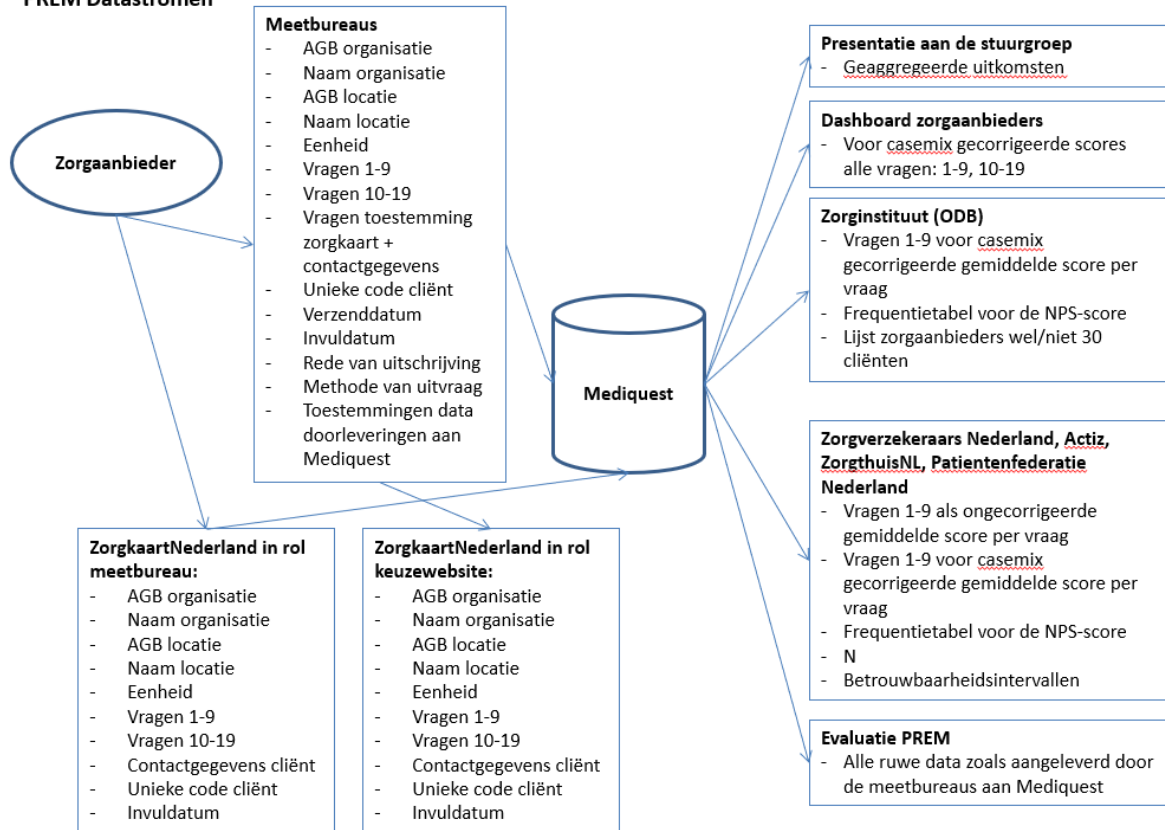 PREM Datastromen
Zorgaanbieder
Meetbureaus
- AGB organisatie
- Naam organisatie
- AGB locatie
- Naam locatie
- Eenheid
- Vragen 1-9
- Vragen 10-19
- Vragen toestemming
zorgkaart +
contactgegevens
- Unieke code cliënt
- Verzenddatum
- Invuldatum
- Rede van uitschrijving
- Methode van uitvraag
- Toestemmingen data
doorleveringen aan
Mediquest
ZorgkaartNederland in rol
meetbureau:
- AGB organisatie
- Naam organisatie
- AGB locatie
- Naam locatie
- Eenheid
- Vragen 1-9
- Vragen 10-19
- Contactgegevens cliënt
- Unieke code cliënt
- Invuldatum
ZorgkaartNederland in rol
keuzewebsite:
- AGB organisatie
- Naam organisatie
- AGB locatie
- Naam locatie
- Eenheid
- Vragen 1-9
- Vragen 10-19
- Contactgegevens cliënt
- Unieke code cliënt
- Invuldatum
Mediquest
Presentatie aan de stuurgroep
- Geaggregeerde uitkomsten
Dashboard zorgaanbieders
- Voor casemix gecorrigeerde scores
alle vragen: 1-9, 10-19
Zorginstituut (ODB)
- Vragen 1-9 voor casemix
gecorrigeerde gemiddelde score per
vraag
- Frequentietabel voor de NPS-score
- Lijst zorgaanbieders wel/niet 30
cliënten
Zorgverzekeraars Nederland, Actiz,
ZorgthuisNL, Patientenfederatie
Nederland
- Vragen 1-9 als ongecorrigeerde
gemiddelde score per vraag
- Vragen 1-9 voor casemix
gecorrigeerde gemiddelde score per
vraag
- Frequentietabel voor de NPS-score
- N
- Betrouwbaarheidsintervallen
Evaluatie PREM
- Alle ruwe data zoals aangeleverd door
de meetbureaus aan Mediquest